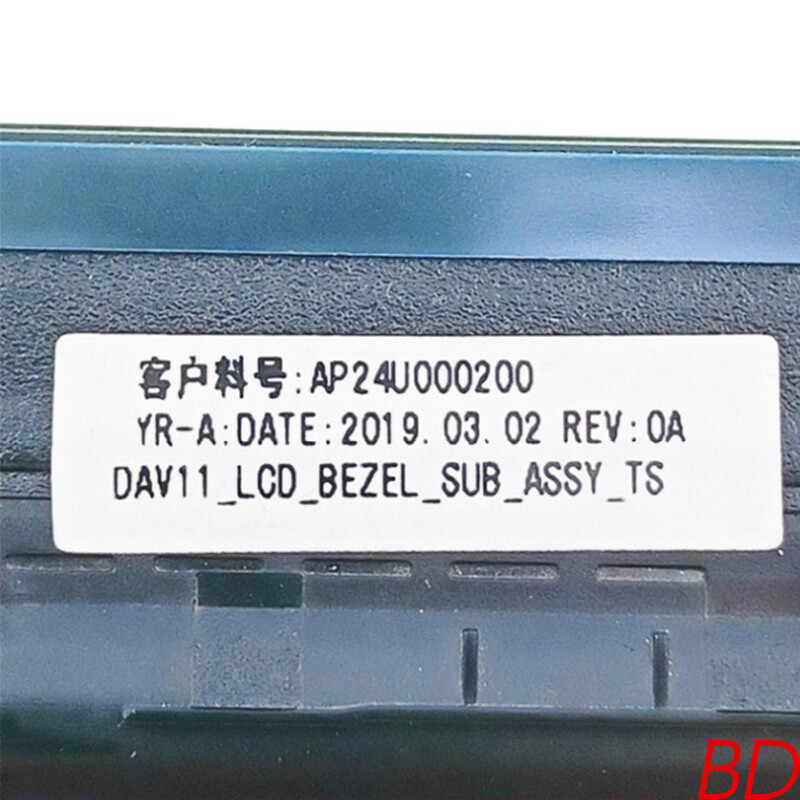 客户料号:AP24U000200
YR-A:DATE:2019.03.02 REV:0A
DAV11_LCD_BEZEL_SUB_ASSY_TS
BD